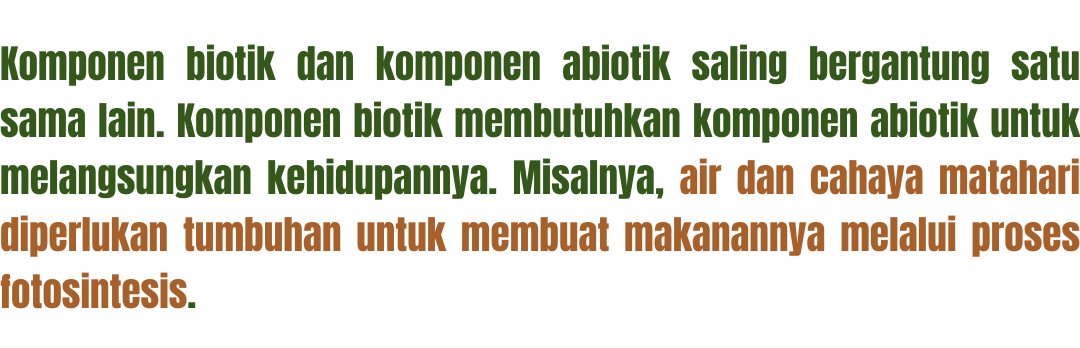 Komponen biotik dan komponen abiotik saling bergantung satu
sama lain. Komponen biotik membutuhkan komponen abiotik untuk
melangsungkan kehidupannya. Misalnya, air dan cahaya matahari
diperlukan tumbuhan untuk membuat makanannya melalui proses
fotosintesis.